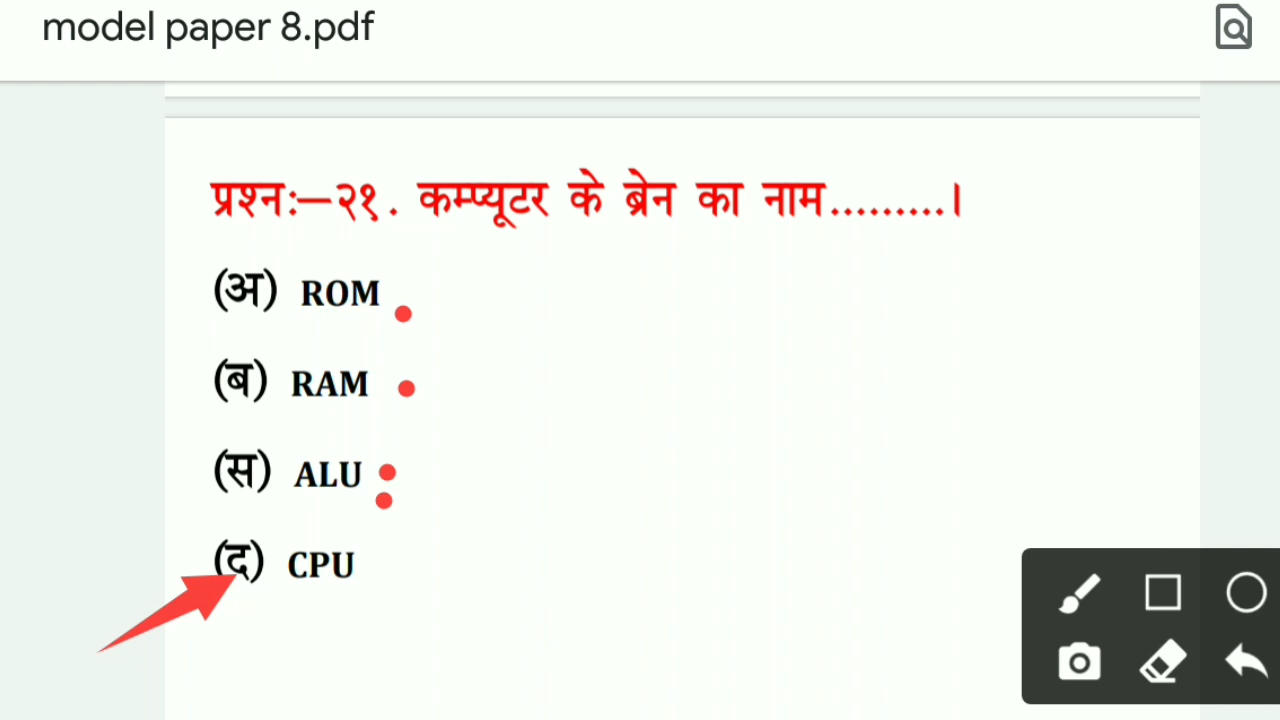 model paper 8.pdf
प्रश्नः–२१. कम्प्यूटर के ब्रेन का नाम.........।
(अ) ROM
(ब) RAM
(स) ALU
(द) CPU